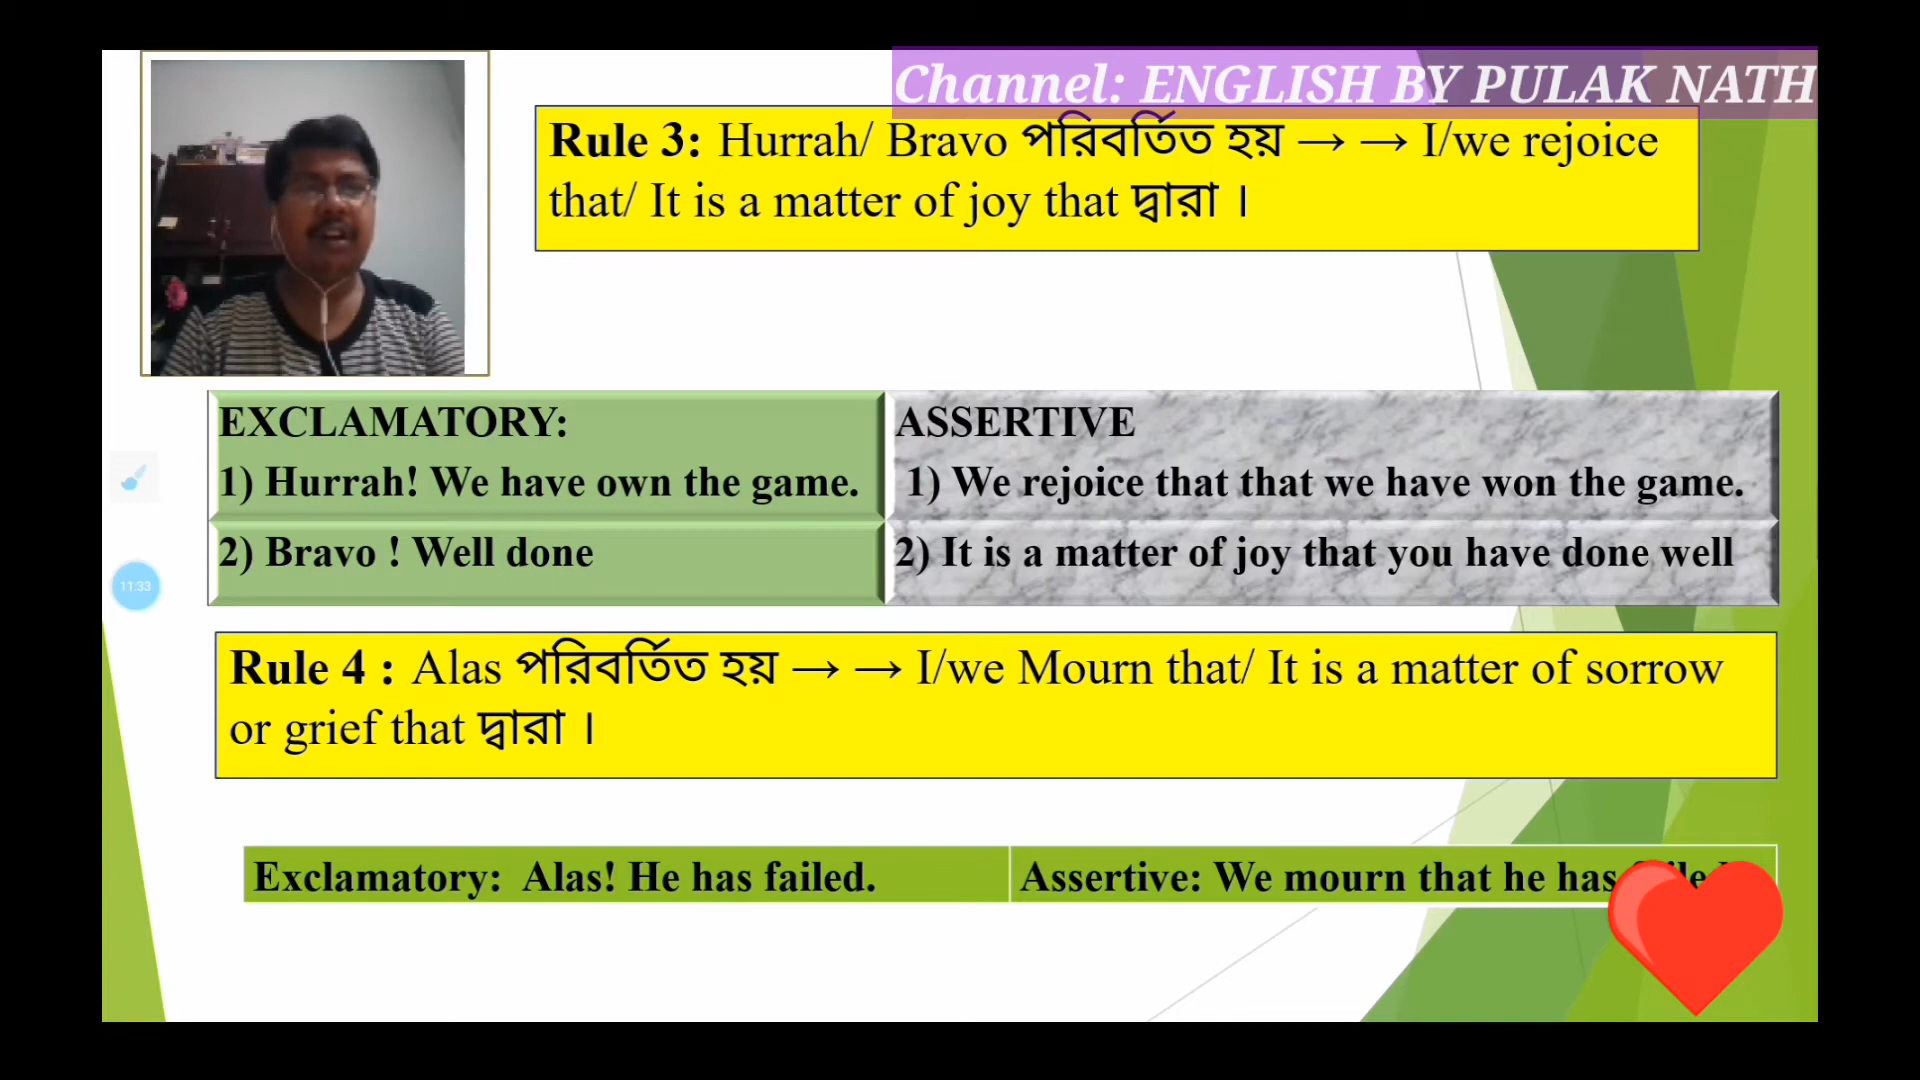 Channel: ENGLISH BY PULAK NATH
Rule 3: Hurrah/ Bravo পরিবর্তিত হয় → → I/we rejoice
that/ It is a matter of joy that দ্বারা ।
EXCLAMATORY:
1) Hurrah! We have own the game.
ASSERTIVE
1) We rejoice that that we have won the game.
2) Bravo ! Well done
2) It is a matter of joy that you have done well
11:33
Rule 4 : Alas পরিবর্তিত হয় → → I/we Mourn that/ It is a matter of sorrow
or grief that দ্বারা ।
Exclamatory: Alas! He has failed.
Assertive: We mourn that he has